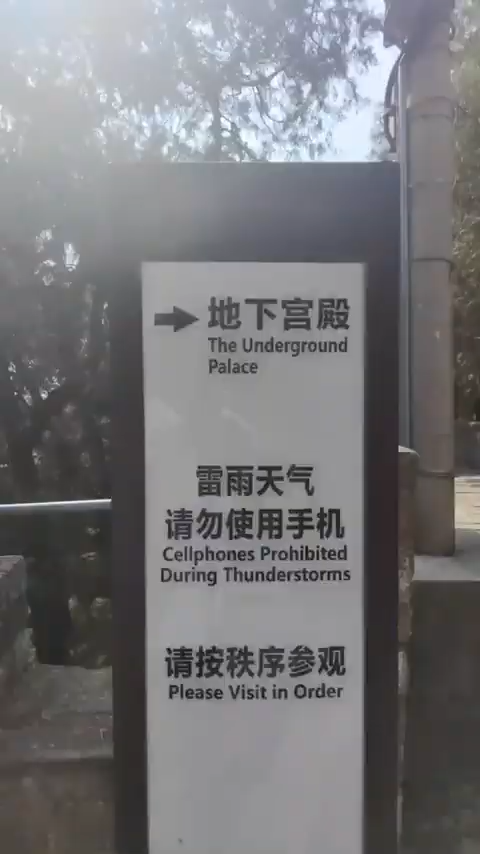 地下宫殿
The Underground
Palace
雷雨天气
请勿使用手机
Cellphones Prohibited
During Thunderstorms
请按秩序参观
Please Visit in Order